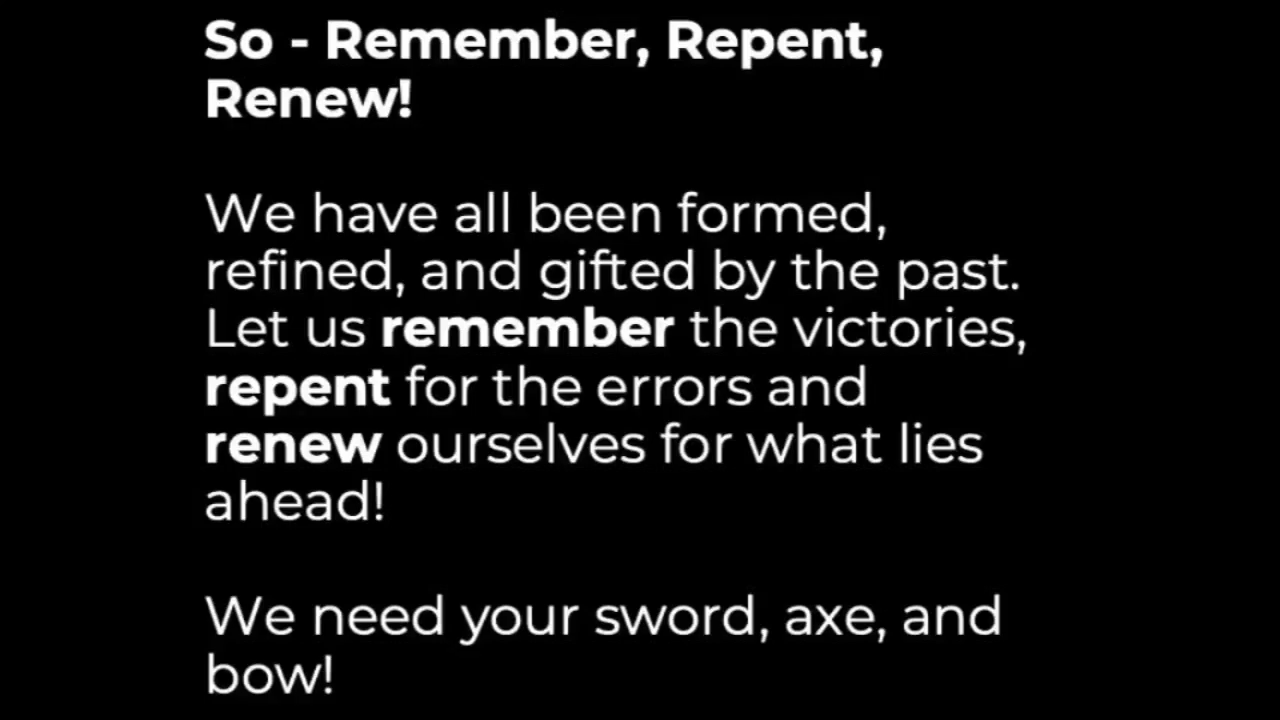 So - Remember, Repent,
Renew!
We have all been formed,
refined, and gifted by the past.
Let us remember the victories,
repent for the errors and
renew ourselves for what lies
ahead!
We need your sword, axe, and
bow!